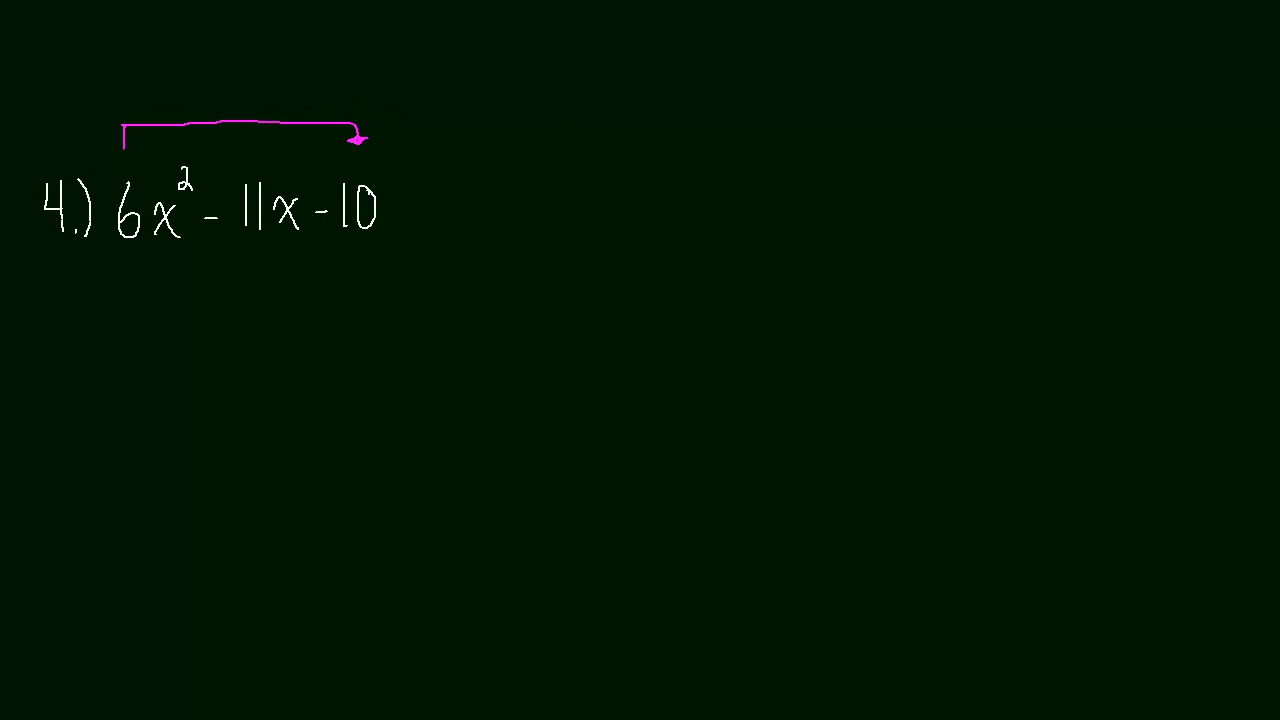 4.) 6x² - 11x - 10